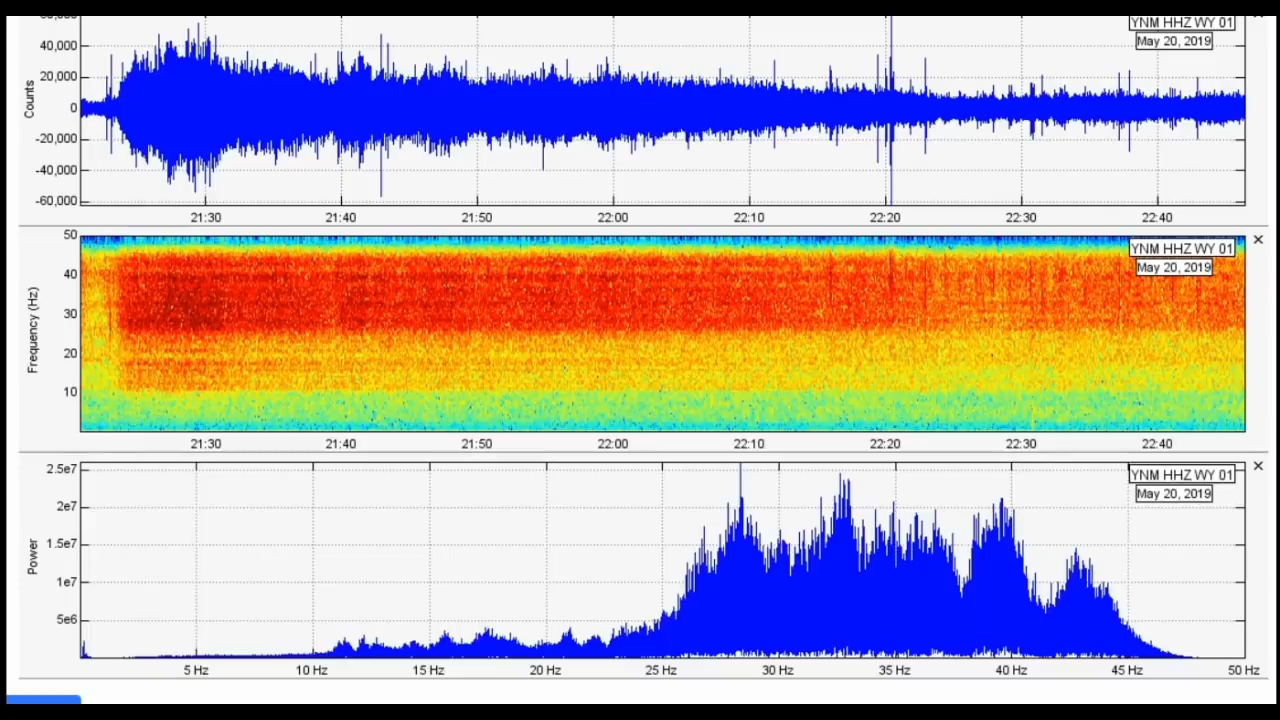 YNM HHZ WY 01
May 20, 2019
40,000
20,000
0
-20,000
-40,000
-60,000
Counts
21:30 21:40 21:50 22:00 22:10 22:20 22:30 22:40
YNM HHZ WY 01
May 20, 2019
50
40
30
20
10
Frequency (Hz)
21:30 21:40 21:50 22:00 22:10 22:20 22:30 22:40
YNM HHZ WY 01
May 20, 2019
2.5e7
2e7
1.5e7
1e7
5e6
Power
5 Hz 10 Hz 15 Hz 20 Hz 25 Hz 30 Hz 35 Hz 40 Hz 45 Hz 50 Hz